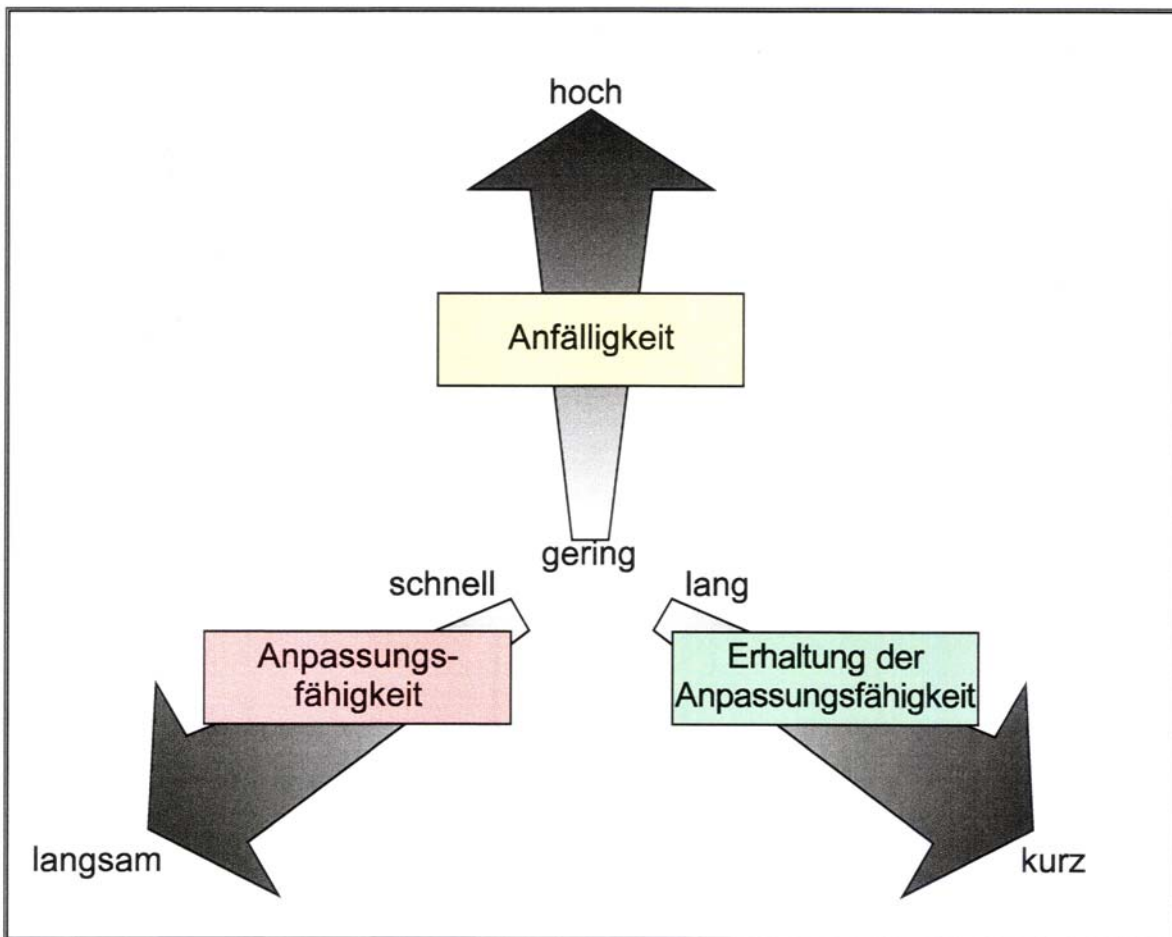 hoch
Anfälligkeit
gering
schnell
lang
Anpassungs-
fähigkeit
Erhaltung der
Anpassungsfähigkeit
langsam
kurz